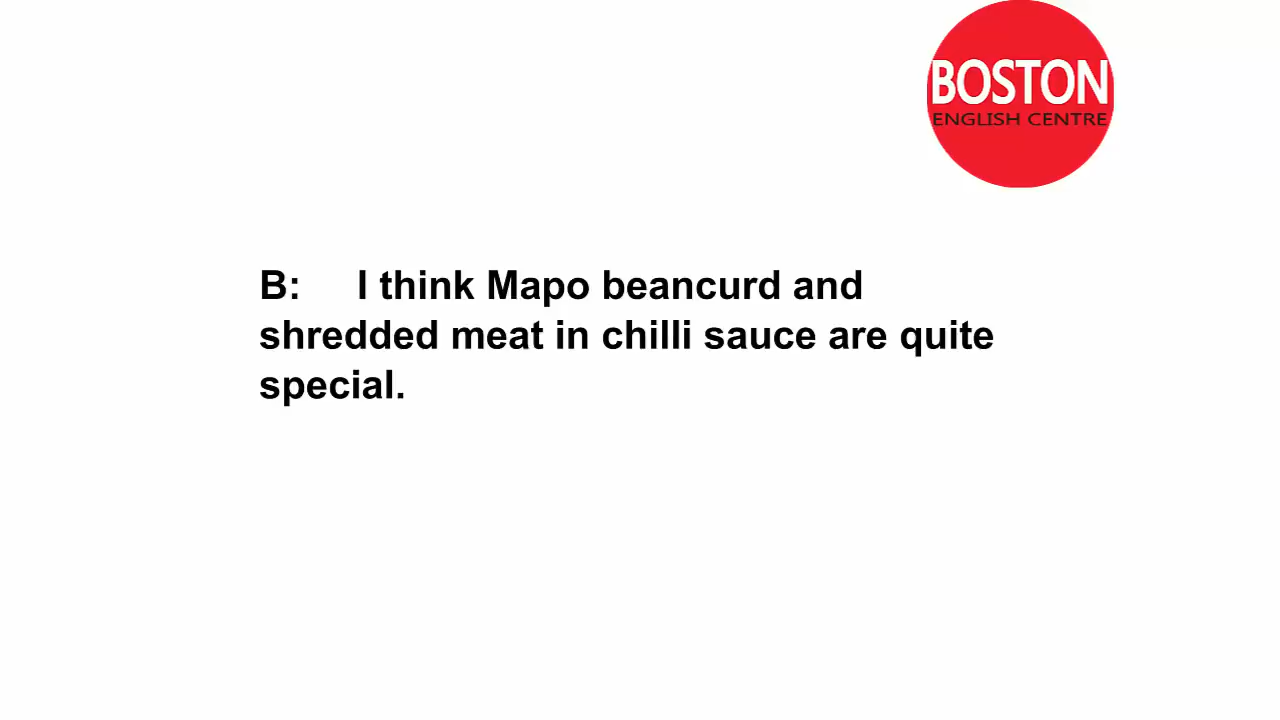 BOSTON
ENGLISH CENTRE
B: I think Mapo beancurd and
shredded meat in chilli sauce are quite
special.